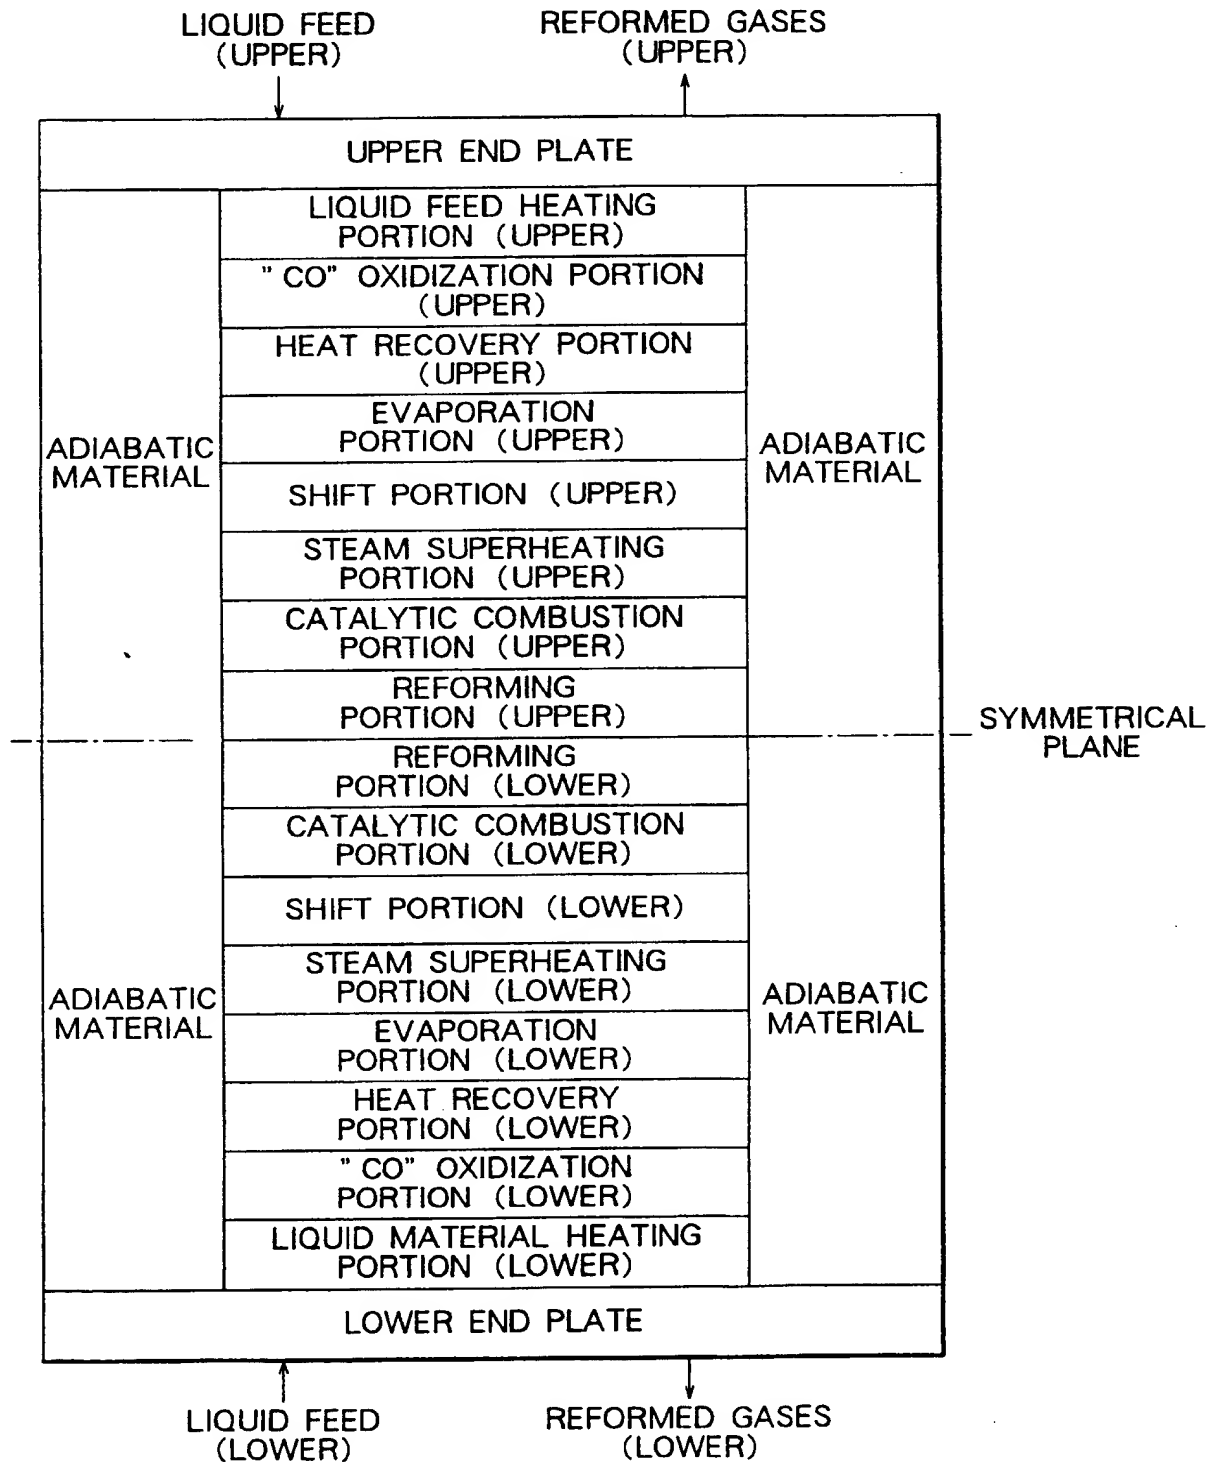 LIQUID FEED
(UPPER)
REFORMED GASES
(UPPER)
UPPER END PLATE
LIQUID FEED HEATING
PORTION (UPPER)
"CO" OXIDIZATION PORTION
(UPPER)
HEAT RECOVERY PORTION
(UPPER)
EVAPORATION
PORTION (UPPER)
ADIABATIC
MATERIAL
ADIABATIC
MATERIAL
SHIFT PORTION (UPPER)
STEAM SUPERHEATING
PORTION (UPPER)
CATALYTIC COMBUSTION
PORTION (UPPER)
REFORMING
PORTION (UPPER)
SYMMETRICAL
PLANE
REFORMING
PORTION (LOWER)
CATALYTIC COMBUSTION
PORTION (LOWER)
SHIFT PORTION (LOWER)
STEAM SUPERHEATING
PORTION (LOWER)
ADIABATIC
MATERIAL
ADIABATIC
MATERIAL
EVAPORATION
PORTION (LOWER)
HEAT RECOVERY
PORTION (LOWER)
"CO" OXIDIZATION
PORTION (LOWER)
LIQUID MATERIAL HEATING
PORTION (LOWER)
LOWER END PLATE
LIQUID FEED
(LOWER)
REFORMED GASES
(LOWER)